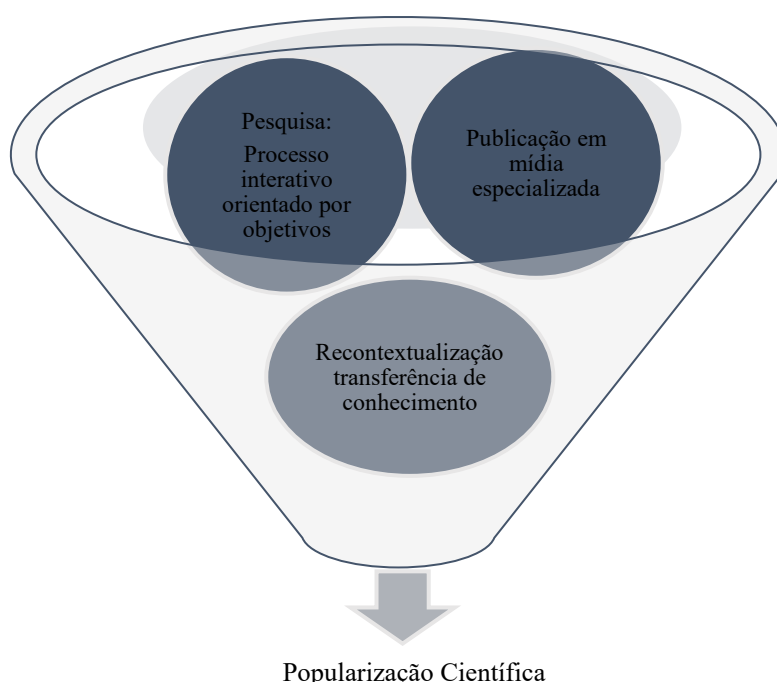 Pesquisa:
Processo
interativo
orientado por
objetivos
Publicação em
mídia
especializada
Recontextualização
transferência de
conhecimento
Popularização Científica